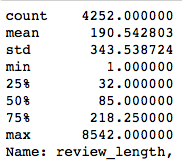 count 4252.000000
mean 190.542803
std 343.538724
min 1.000000
25% 32.000000
50% 85.000000
75% 218.250000
max 8542.000000
Name: review_length,